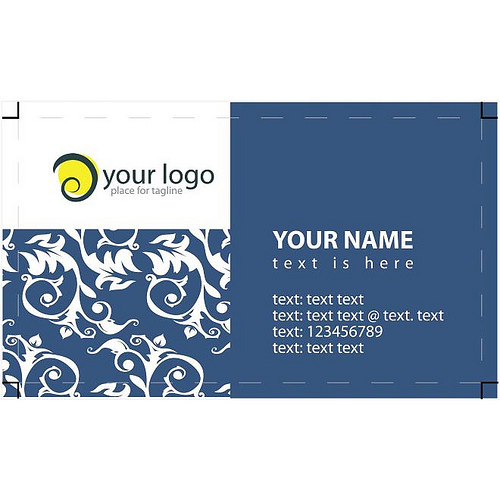 your logo
place for tagline
YOUR NAME
text is here
text: text text
text: text text @ text. text
text: 123456789
text: text text